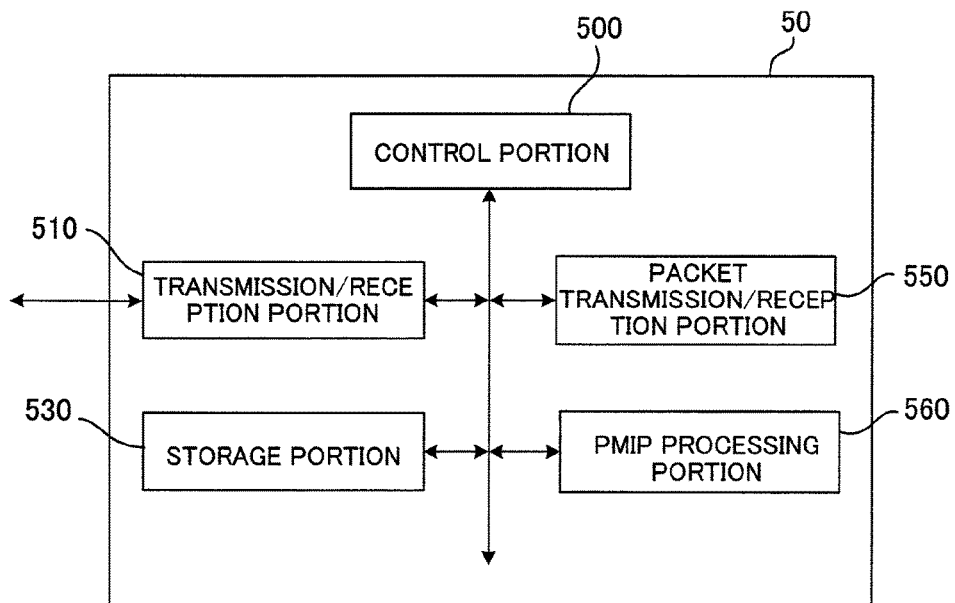 500
50
CONTROL PORTION
510
TRANSMISSION/RECE
PTION PORTION
PACKET
TRANSMISSION/RECEP
TION PORTION
550
530
STORAGE PORTION
560
PMIP PROCESSING
PORTION